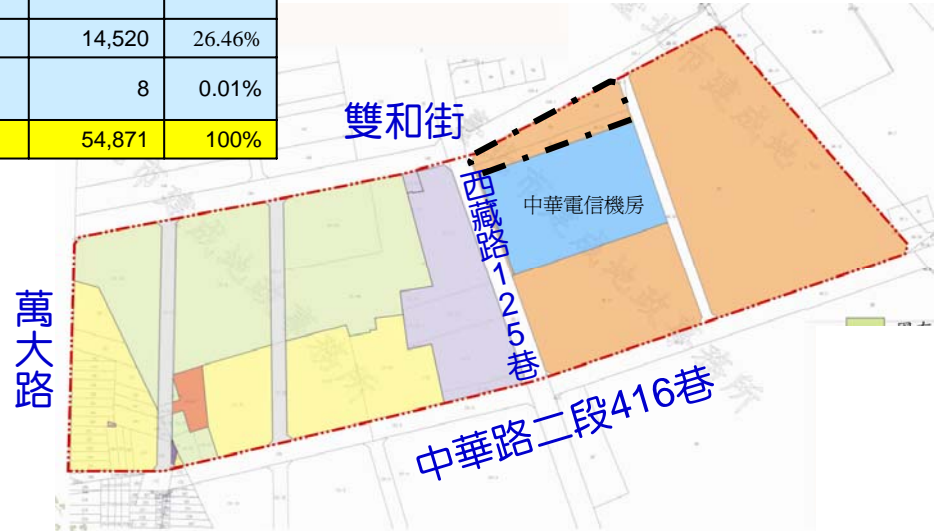 14,520 26.46%
8 0.01%
54,871 100%
雙和街
西藏路125巷
中華電信機房
萬大路
中華路二段416巷